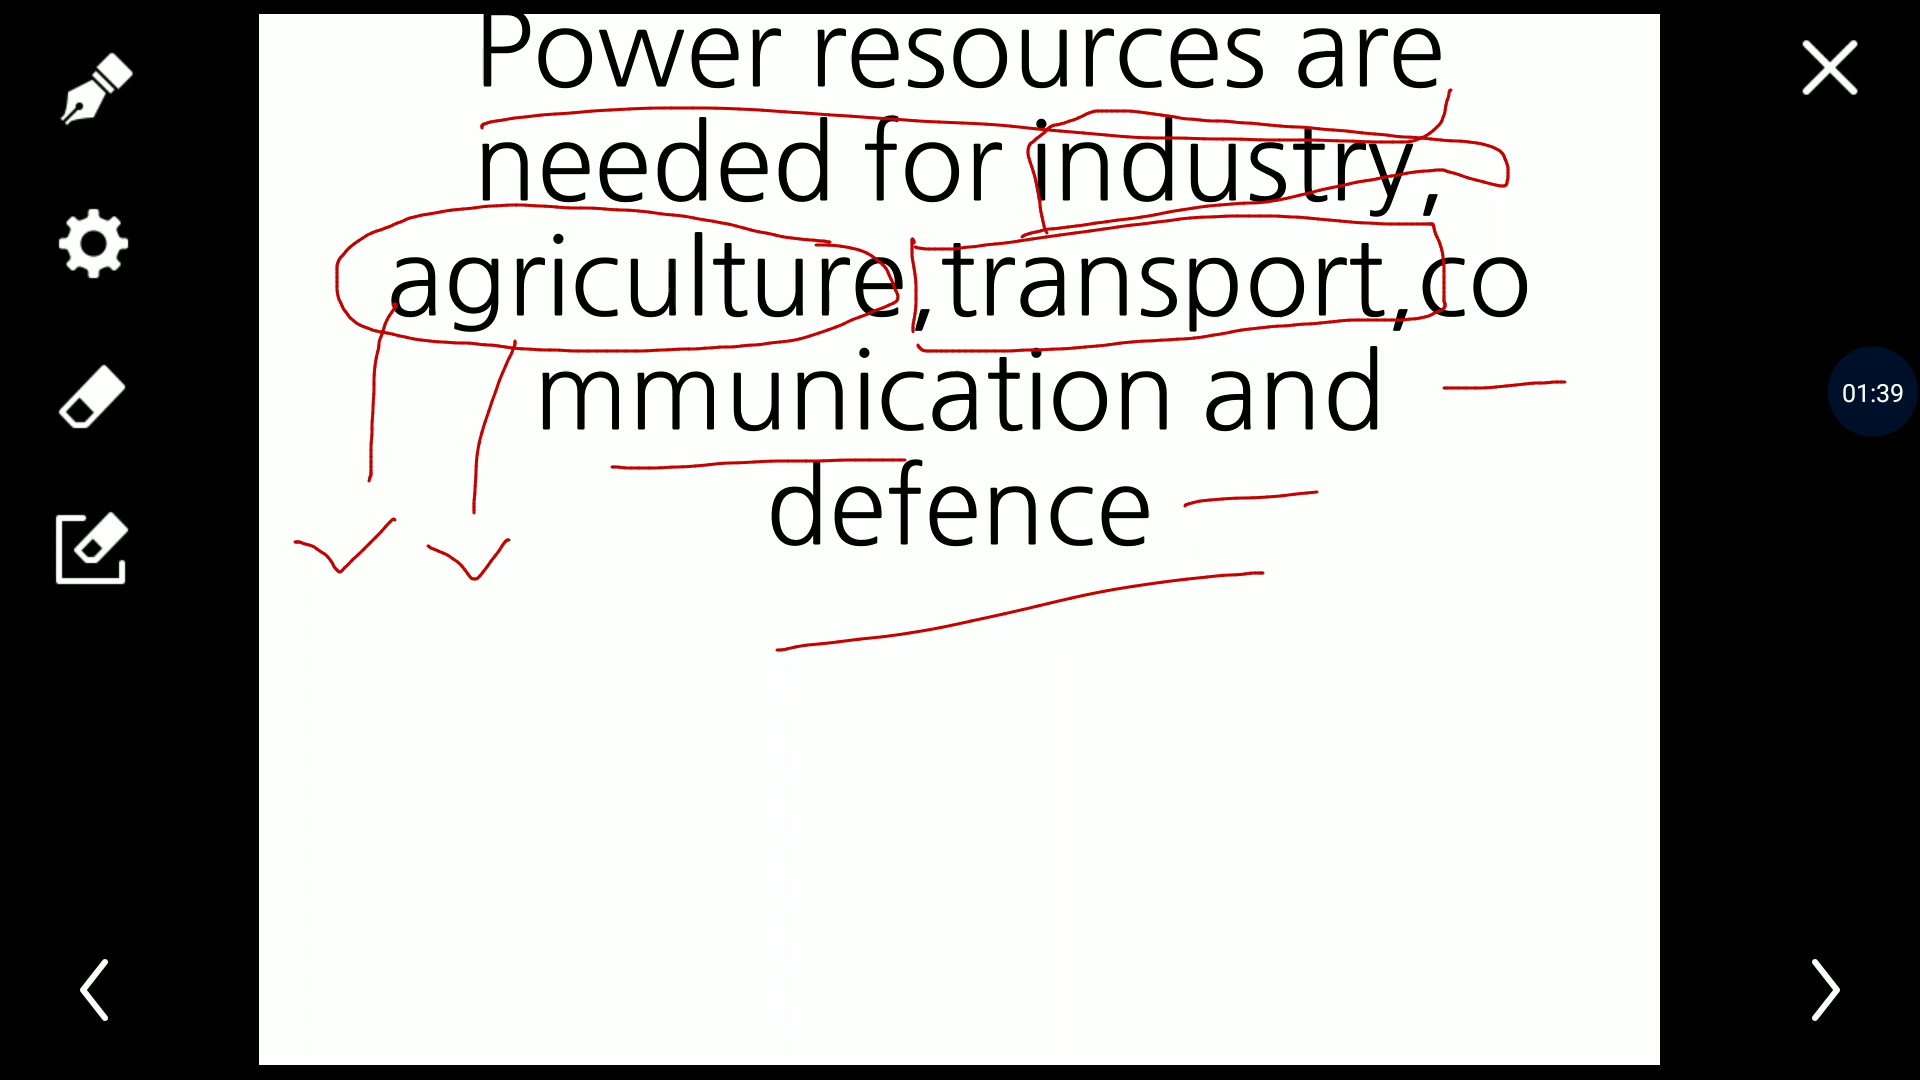 Power resources are
needed for industry,
agriculture,transport,co
mmunication and
defence
01:39